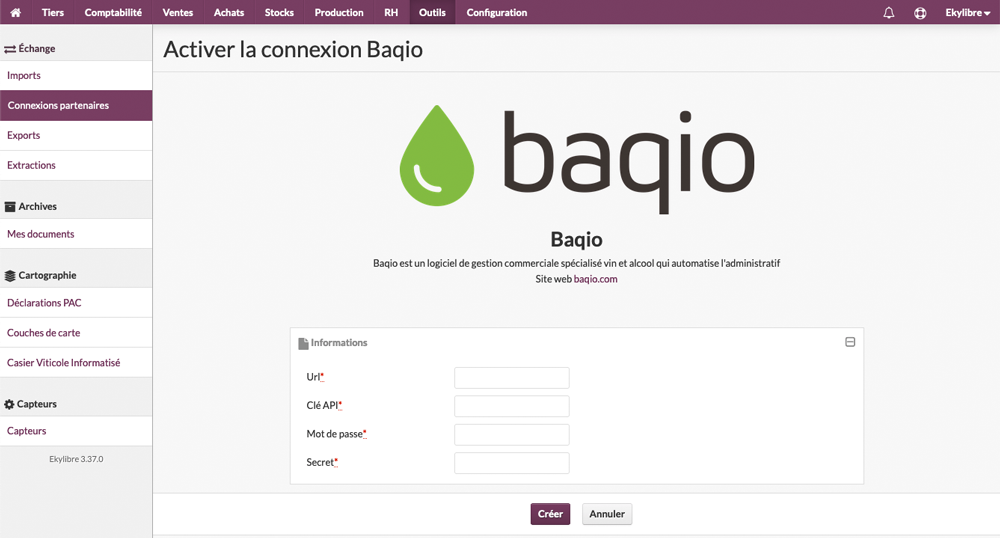 Tiers Comptabilité Ventes Achats Stocks Production RH Outils Configuration Ekylibre
Échange
Imports
Connexions partenaires
Exports
Extractions
Archives
Mes documents
Cartographie
Déclarations PAC
Couches de carte
Casier Viticole Informatisé
Capteurs
Capteurs
Ekylibre 3.37.0
Activer la connexion Baqio
baqio
Baqio
Baqio est un logiciel de gestion commerciale spécialisé vin et alcool qui automatise l'administratif
Site web baqio.com
Informations
Url*
Clé API*
Mot de passe*
Secret*
Créer Annuler